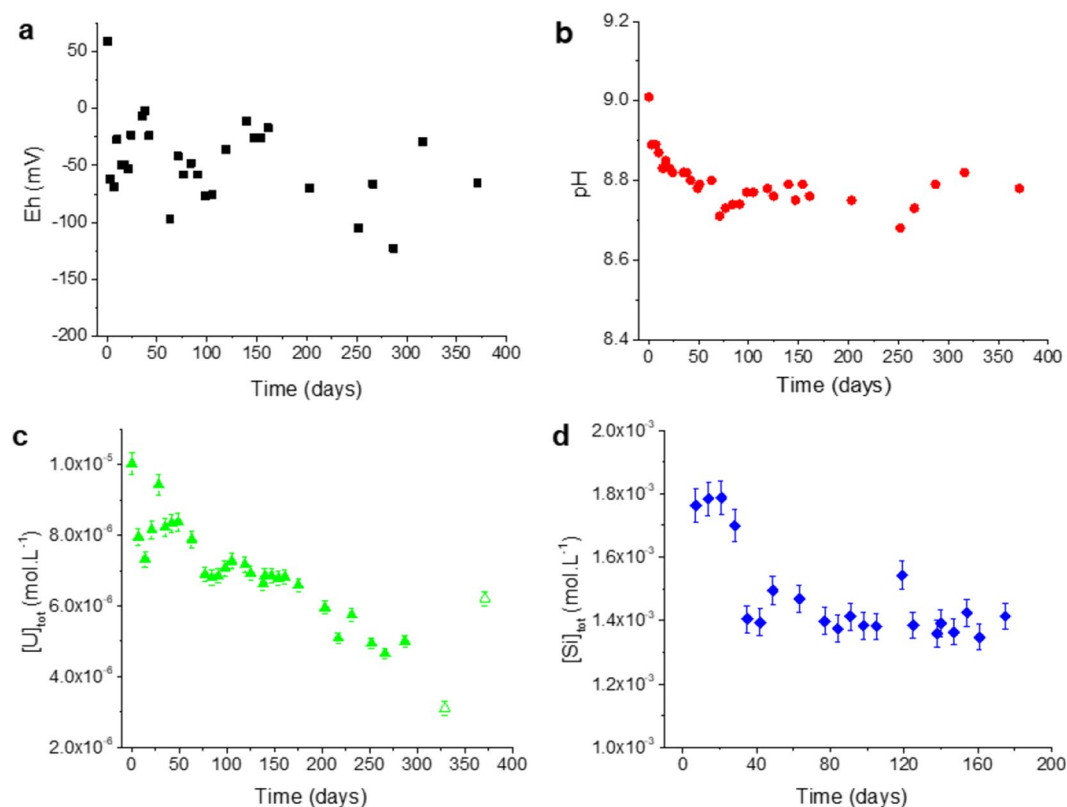 a
Eh (mV)
50
0
-50
-100
-150
-200
0 50 100 150 200 250 300 350 400
Time (days)
b
pH
9.2
9.0
8.8
8.6
8.4
0 50 100 150 200 250 300 350 400
Time (days)
c
[U]tot (mol.L⁻¹)
1.0x10⁻⁵
8.0x10⁻⁶
6.0x10⁻⁶
4.0x10⁻⁶
2.0x10⁻⁶
0 50 100 150 200 250 300 350 400
Time (days)
d
[Si]tot (mol.L⁻¹)
2.0x10⁻³
1.8x10⁻³
1.6x10⁻³
1.4x10⁻³
1.2x10⁻³
1.0x10⁻³
0 40 80 120 160 200
Time (days)